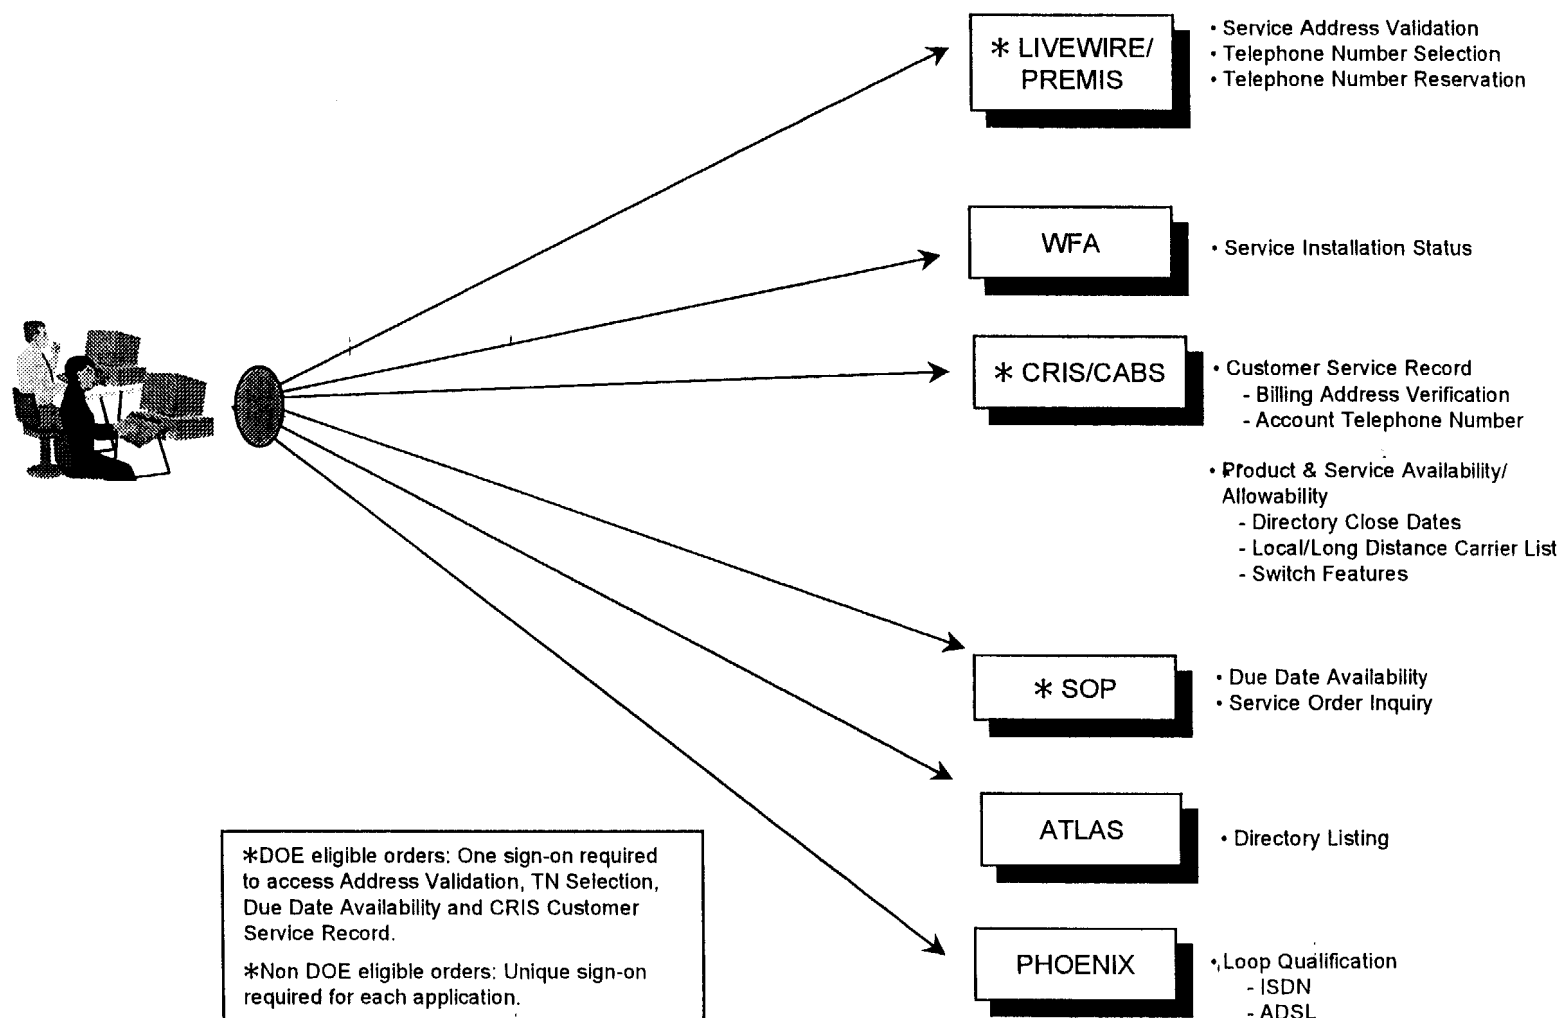 * LIVEWIRE/
PREMIS
• Service Address Validation
• Telephone Number Selection
• Telephone Number Reservation
WFA
• Service Installation Status
* CRIS/CABS
• Customer Service Record
- Billing Address Verification
- Account Telephone Number
• Product & Service Availability/
Allowability
- Directory Close Dates
- Local/Long Distance Carrier List
- Switch Features
* SOP
• Due Date Availability
• Service Order Inquiry
ATLAS
• Directory Listing
PHOENIX
• Loop Qualification
- ISDN
- ADSL
*DOE eligible orders: One sign-on required
to access Address Validation, TN Selection,
Due Date Availability and CRIS Customer
Service Record.
*Non DOE eligible orders: Unique sign-on
required for each application.